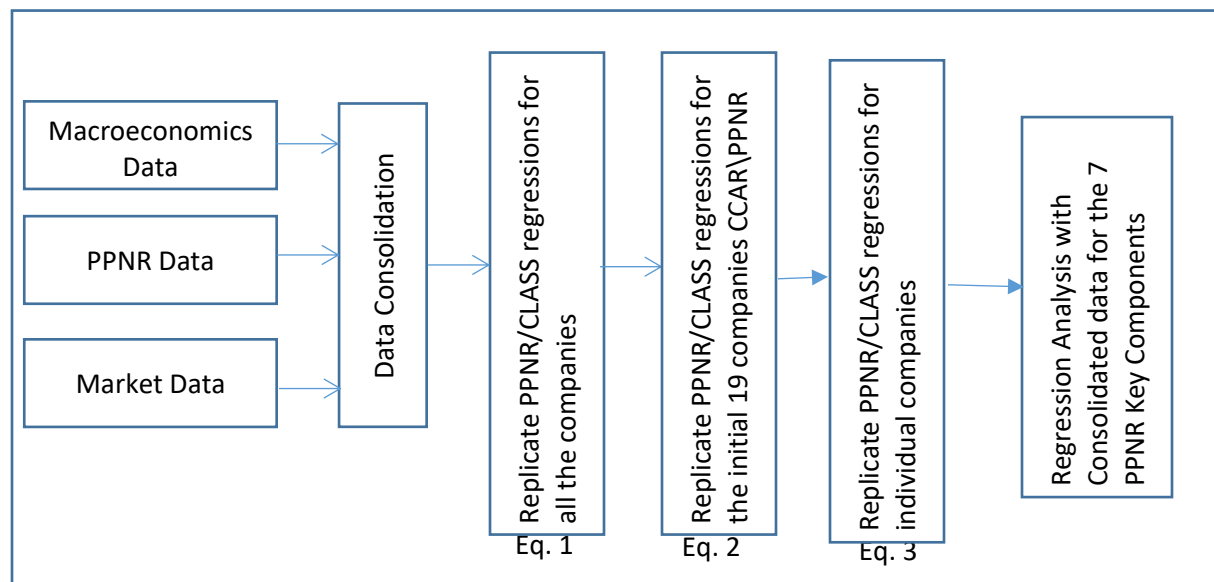 Macroeconomics
Data
PPNR Data
Market Data
Data Consolidation
Replicate PPNR/CLASS regressions for
all the companies
Eq. 1
Replicate PPNR/CLASS regressions for
the initial 19 companies CCAR\PPNR
Eq. 2
Replicate PPNR/CLASS regressions for
individual companies
Eq. 3
Regression Analysis with
Consolidated data for the 7
PPNR Key Components